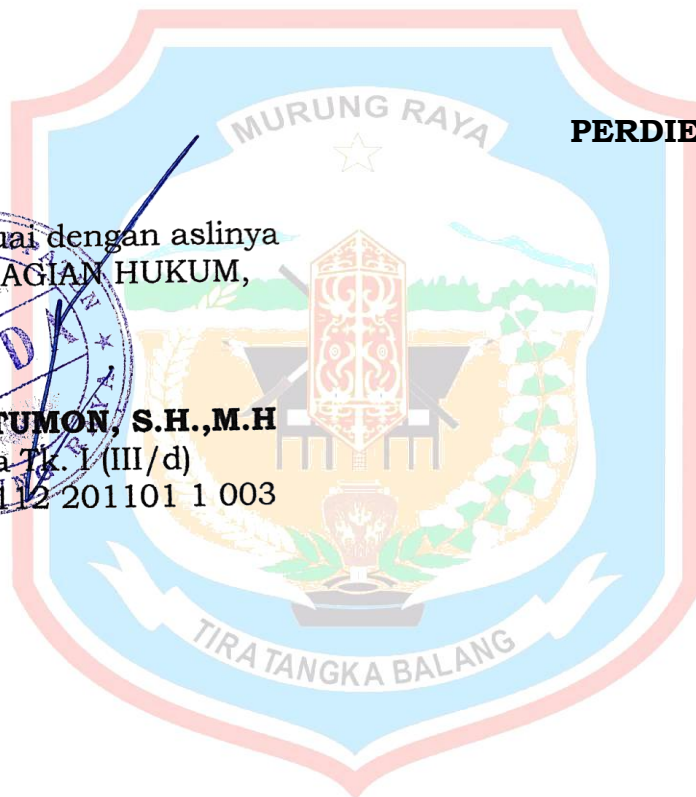 MURUNG RAYA
PERDIE
uai dengan aslinya
AGIAN HUKUM,
TUMON, S.H.,M.H
a Tk. I (III/d)
112 201101 1 003
TIRA TANGKA BALANG